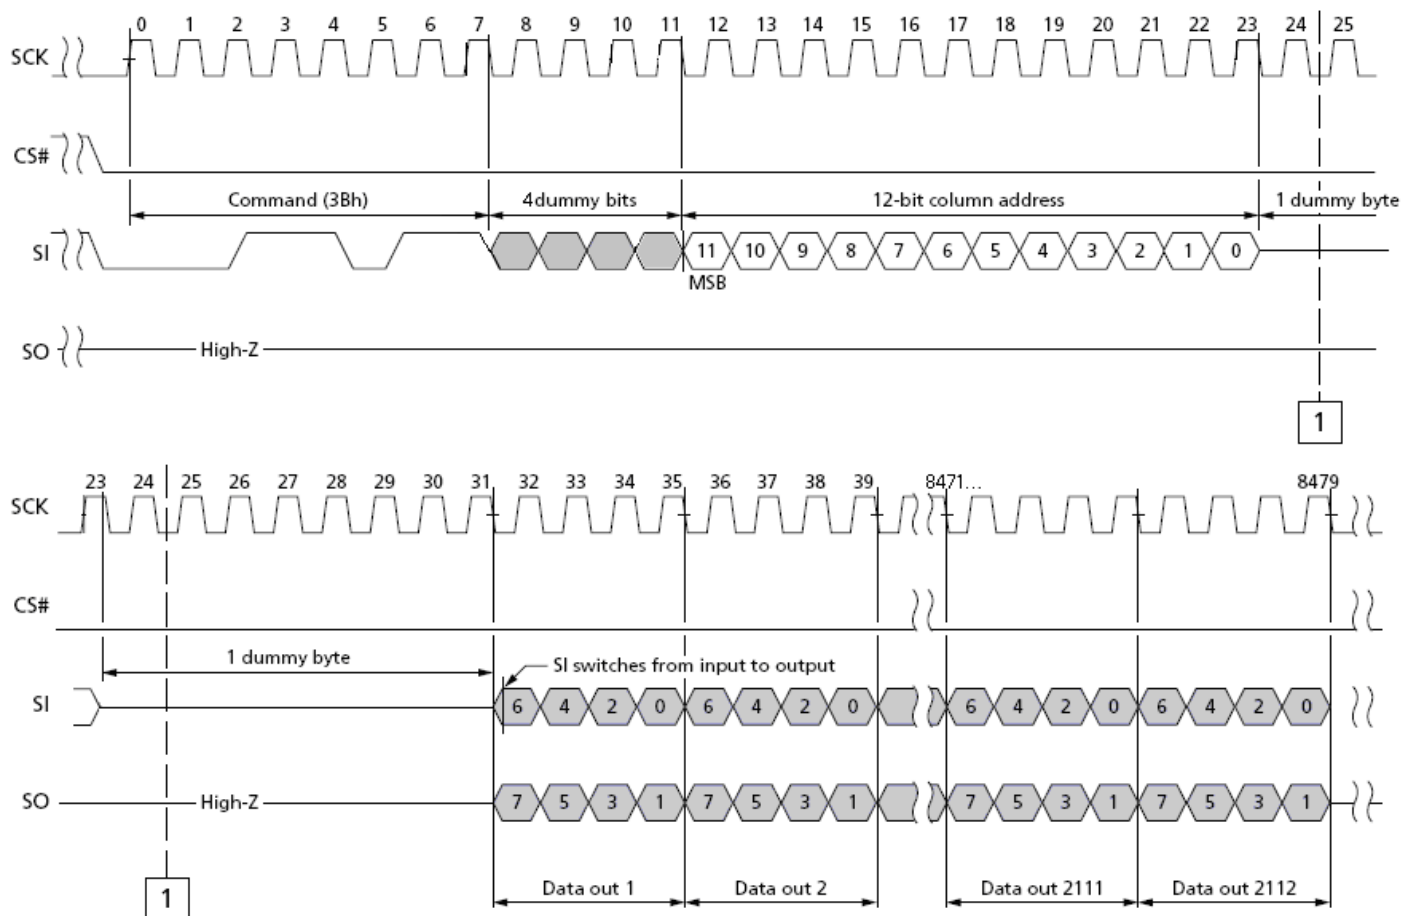 0 1 2 3 4 5 6 7 8 9 10 11 12 13 14 15 16 17 18 19 20 21 22 23 24 25
SCK
CS#
Command (3Bh) 4dummy bits 12-bit column address 1 dummy byte
SI 11 10 9 8 7 6 5 4 3 2 1 0
MSB
SO High-Z
1
23 24 25 26 27 28 29 30 31 32 33 34 35 36 37 38 39 8471... 8479
SCK
CS#
1 dummy byte SI switches from input to output
SI 6 4 2 0 6 4 2 0 6 4 2 0 6 4 2 0
SO High-Z 7 5 3 1 7 5 3 1 7 5 3 1 7 5 3 1
1 Data out 1 Data out 2 Data out 2111 Data out 2112